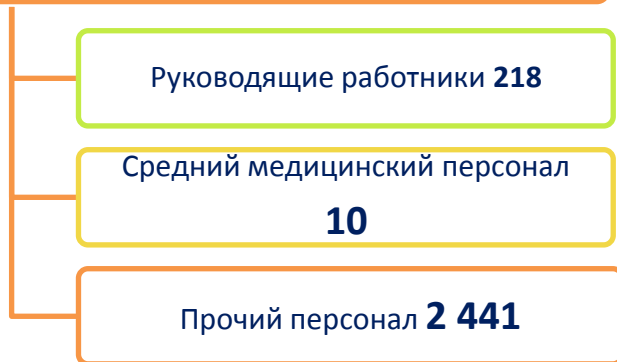 Руководящие работники 218
Средний медицинский персонал
10
Прочий персонал 2 441